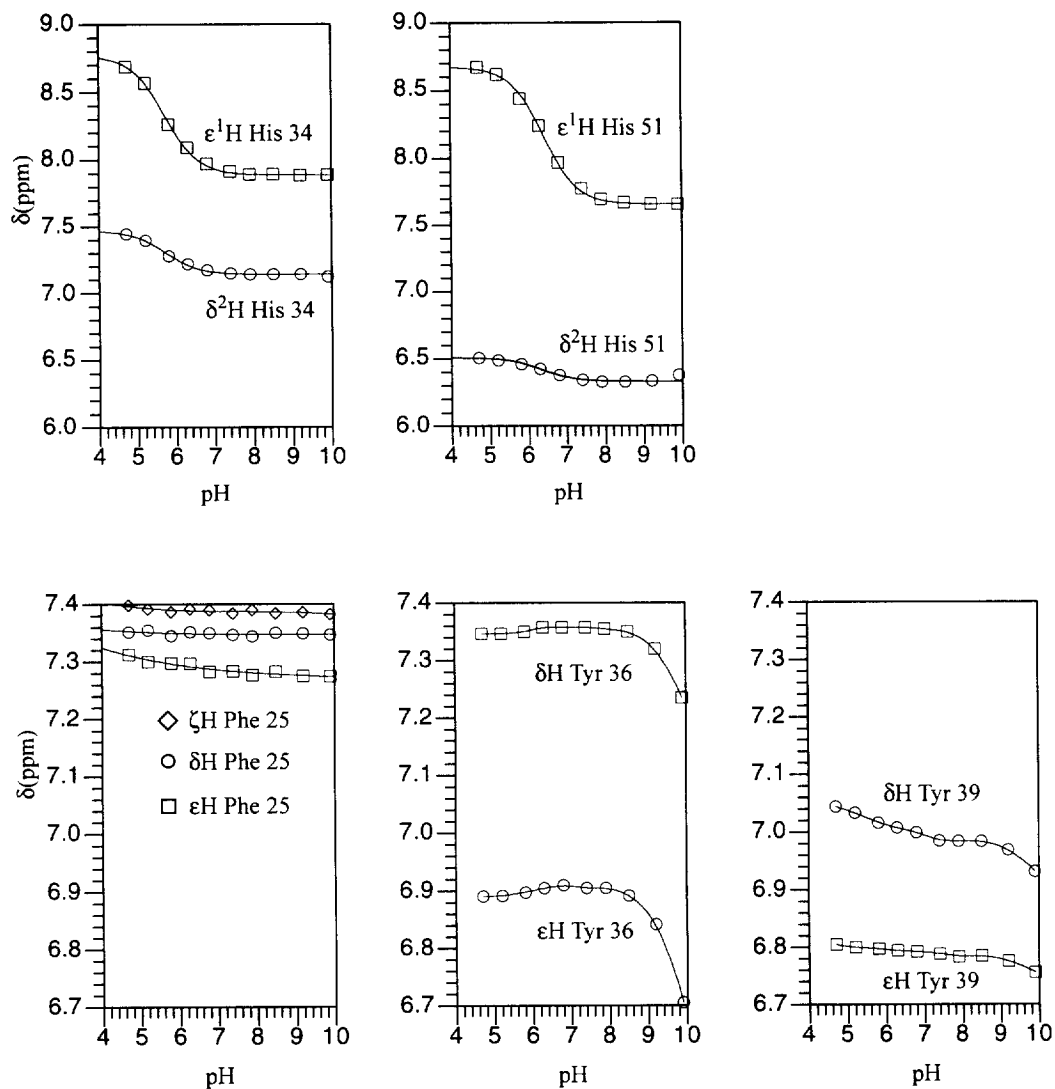 9.0
8.5
8.0
7.5
7.0
6.5
6.0
δ(ppm)
ε¹H His 34
δ²H His 34
4 5 6 7 8 9 10
pH
9.0
8.5
8.0
7.5
7.0
6.5
6.0
ε¹H His 51
δ²H His 51
4 5 6 7 8 9 10
pH
7.4
7.3
7.2
7.1
7.0
6.9
6.8
6.7
δ(ppm)
ζH Phe 25
δH Phe 25
εH Phe 25
4 5 6 7 8 9 10
pH
7.4
7.3
7.2
7.1
7.0
6.9
6.8
6.7
δH Tyr 36
εH Tyr 36
4 5 6 7 8 9 10
pH
7.4
7.3
7.2
7.1
7.0
6.9
6.8
6.7
δH Tyr 39
εH Tyr 39
4 5 6 7 8 9 10
pH